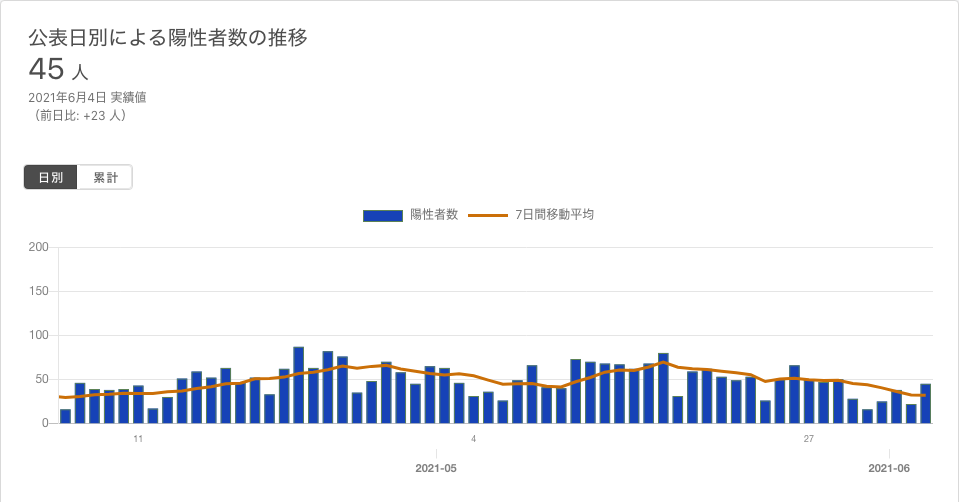 公表日別による陽性者数の推移
45 人
2021年6月4日 実績値
（前日比: +23 人）
日別 累計
陽性者数 7日間移動平均
200
150
100
50
0
11 4 27
2021-05 2021-06